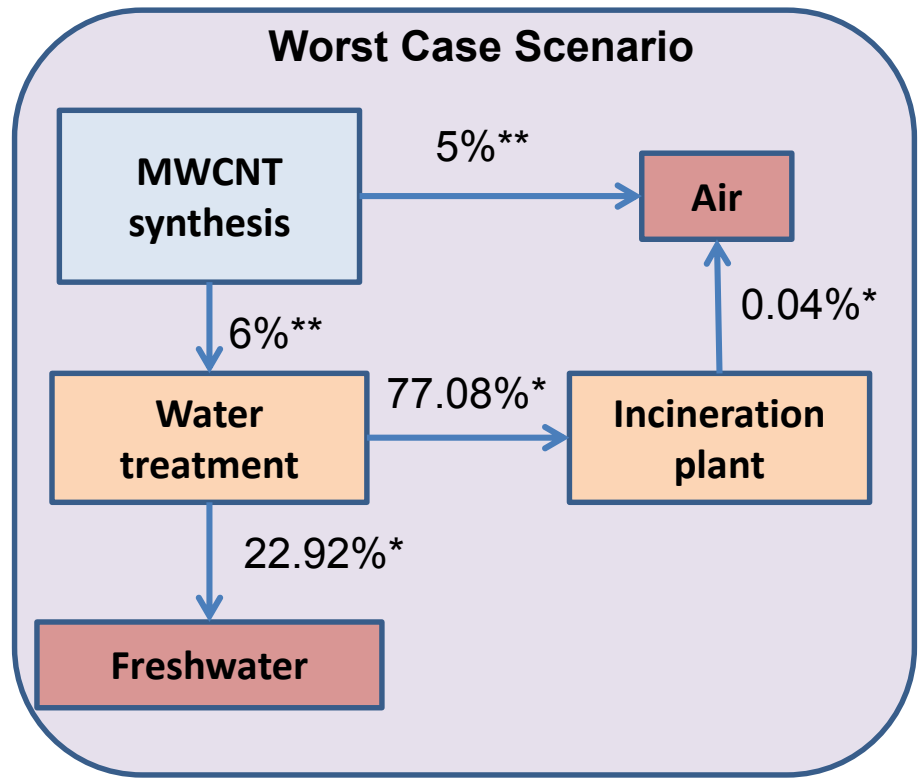 Worst Case Scenario
MWCNT
synthesis
5%**
Air
6%**
0.04%*
Water
treatment
77.08%*
Incineration
plant
22.92%*
Freshwater